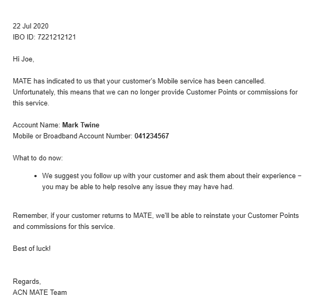 22 Jul 2020
IBO ID: 7221212121
Hi Joe,
MATE has indicated to us that your customer's Mobile service has been cancelled.
Unfortunately, this means that we can no longer provide Customer Points or commissions for
this service.
Account Name: Mark Twine
Mobile or Broadband Account Number: 041234567
What to do now:
• We suggest you follow up with your customer and ask them about their experience –
you may be able to help resolve any issue they may have had.
Remember, if your customer returns to MATE, we'll be able to reinstate your Customer Points
and commissions for this service.
Best of luck!
Regards,
ACN MATE Team